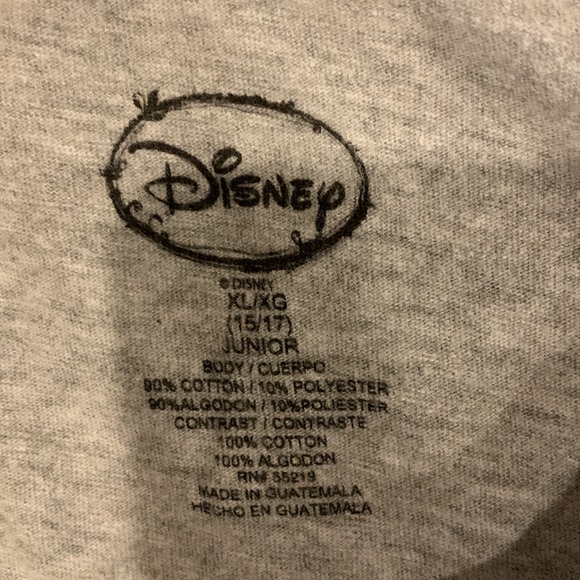 Disney
© DISNEY
XL/XG
(15/17)
JUNIOR
BODY / CUERPO
90% COTTON / 10% POLYESTER
90%ALGODON / 10%POLIESTER
CONTRAST / CONTRASTE
100% COTTON
100% ALGODON
RN# 55219
MADE IN GUATEMALA
HECHO EN GUATEMALA